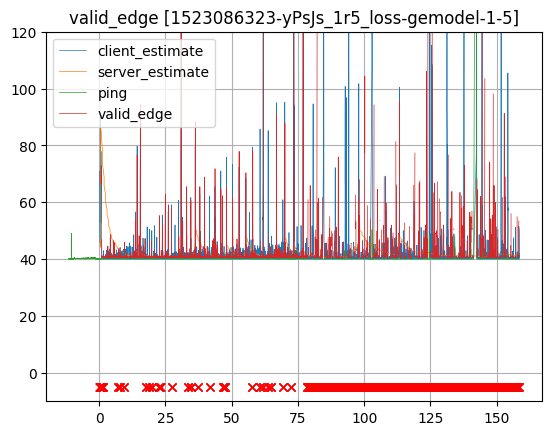 valid_edge [1523086323-yPsJs_1r5_loss-gemodel-1-5]
client_estimate
server_estimate
ping
valid_edge
120
100
80
60
40
20
0
0 25 50 75 100 125 150